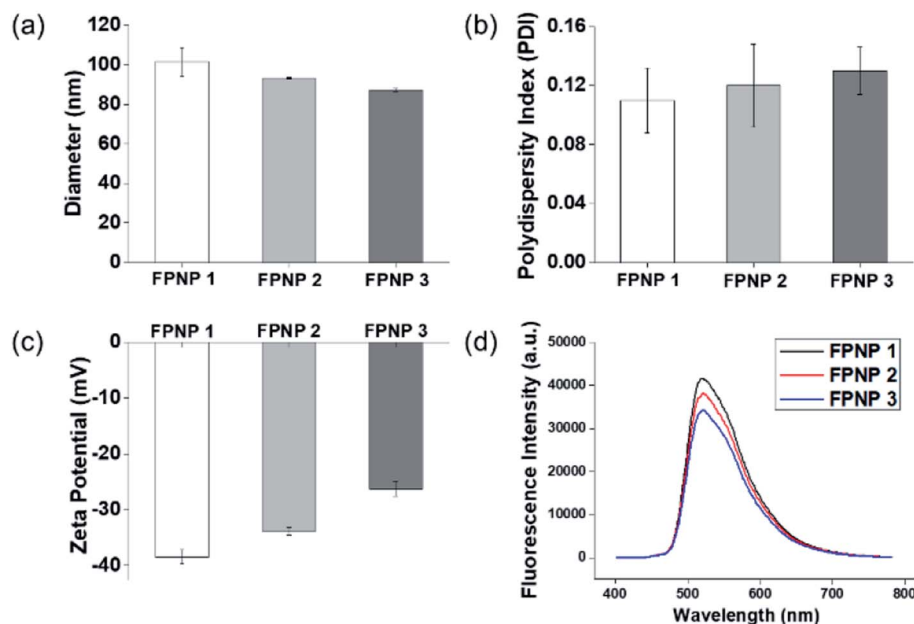 (a)
120
100
80
60
40
20
0
Diameter (nm)
FPNP 1 FPNP 2 FPNP 3
(b)
0.16
0.12
0.08
0.04
0.00
Polydispersity Index (PDI)
FPNP 1 FPNP 2 FPNP 3
(c)
FPNP 1 FPNP 2 FPNP 3
0
-10
-20
-30
-40
Zeta Potential (mV)
(d)
50000
40000
30000
20000
10000
0
Fluorescence Intensity (a.u.)
FPNP 1
FPNP 2
FPNP 3
400 500 600 700 800
Wavelength (nm)